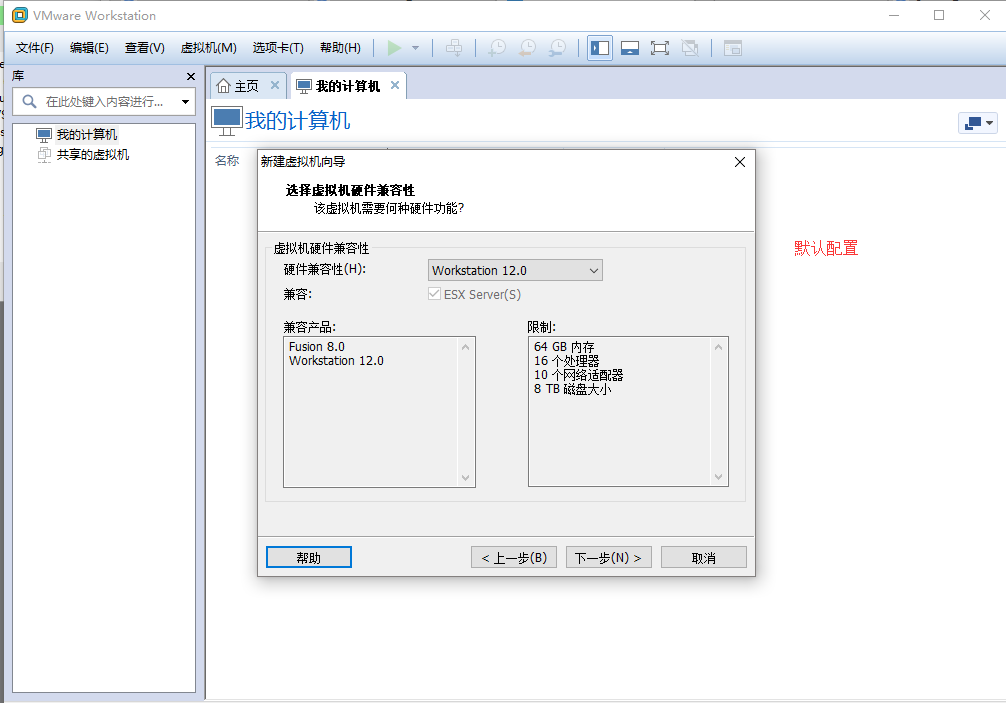 VMware Workstation
文件(F) 编辑(E) 查看(V) 虚拟机(M) 选项卡(T) 帮助(H)
库
在此处键入内容进行...
我的计算机
共享的虚拟机
主页 我的计算机
我的计算机
名称
新建虚拟机向导
选择虚拟机硬件兼容性
该虚拟机需要何种硬件功能?
虚拟机硬件兼容性
硬件兼容性(H): Workstation 12.0
兼容: ESX Server(S)
兼容产品:
Fusion 8.0
Workstation 12.0
限制:
64 GB 内存
16 个处理器
10 个网络适配器
8 TB 磁盘大小
帮助 < 上一步(B) 下一步(N) > 取消
默认配置